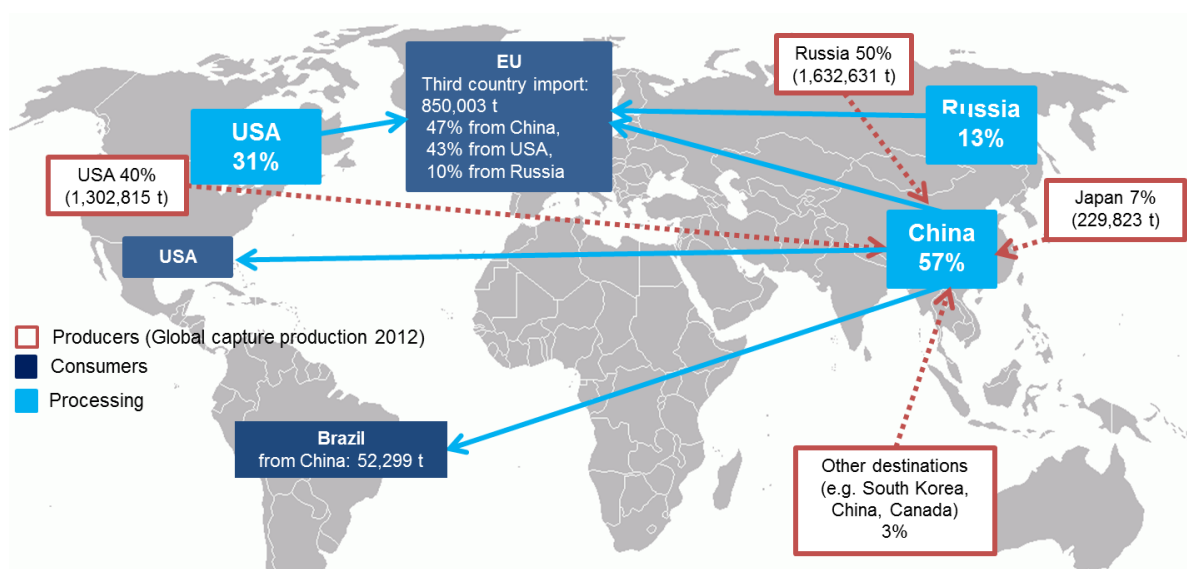 EU
Third country import:
850,003 t
47% from China,
43% from USA,
10% from Russia
Russia 50%
(1,632,631 t)
USA
31%
Russia
13%
USA 40%
(1,302,815 t)
Japan 7%
(229,823 t)
China
57%
USA
Producers (Global capture production 2012)
Consumers
Processing
Brazil
from China: 52,299 t
Other destinations
(e.g. South Korea,
China, Canada)
3%